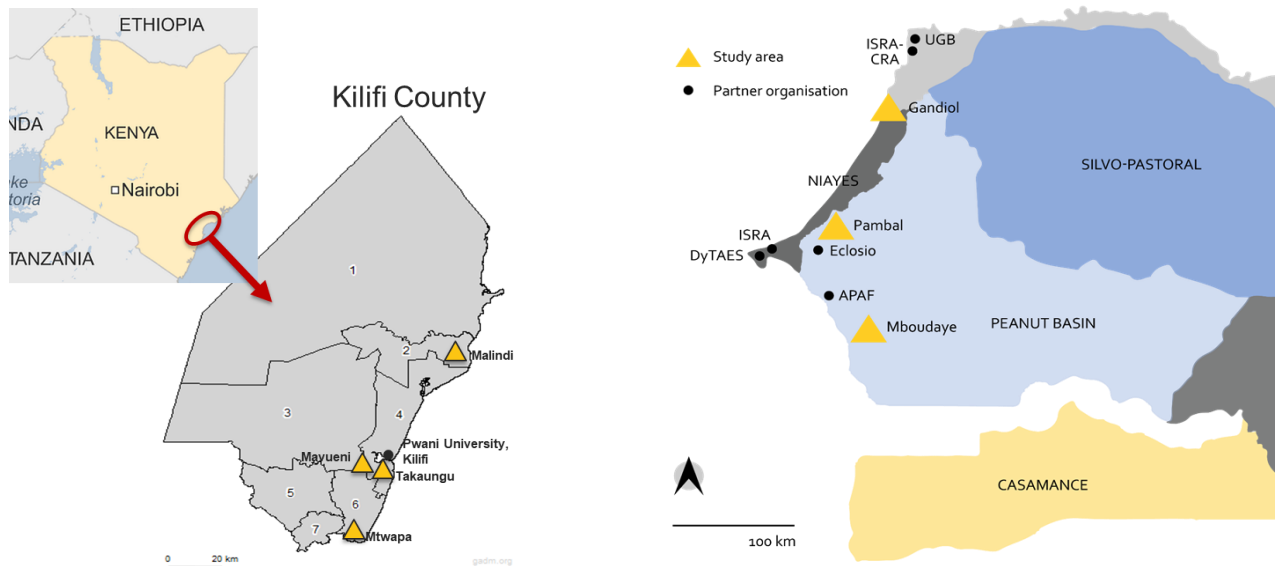 ETHIOPIA
NDA
KENYA
ke
toria
Nairobi
TANZANIA
Kilifi County
1
2
Malindi
3
4
Pwani University,
Kilifi
Mavueni
Takaungu
5
6
7
Mtwapa
0 20 km
gadm.org
Study area
Partner organisation
UGB
ISRA-
CRA
Gandiol
SILVO-PASTORAL
NIAYES
Pambal
ISRA
DyTAES
Eclosio
APAF
Mboudaye
PEANUT BASIN
CASAMANCE
100 km